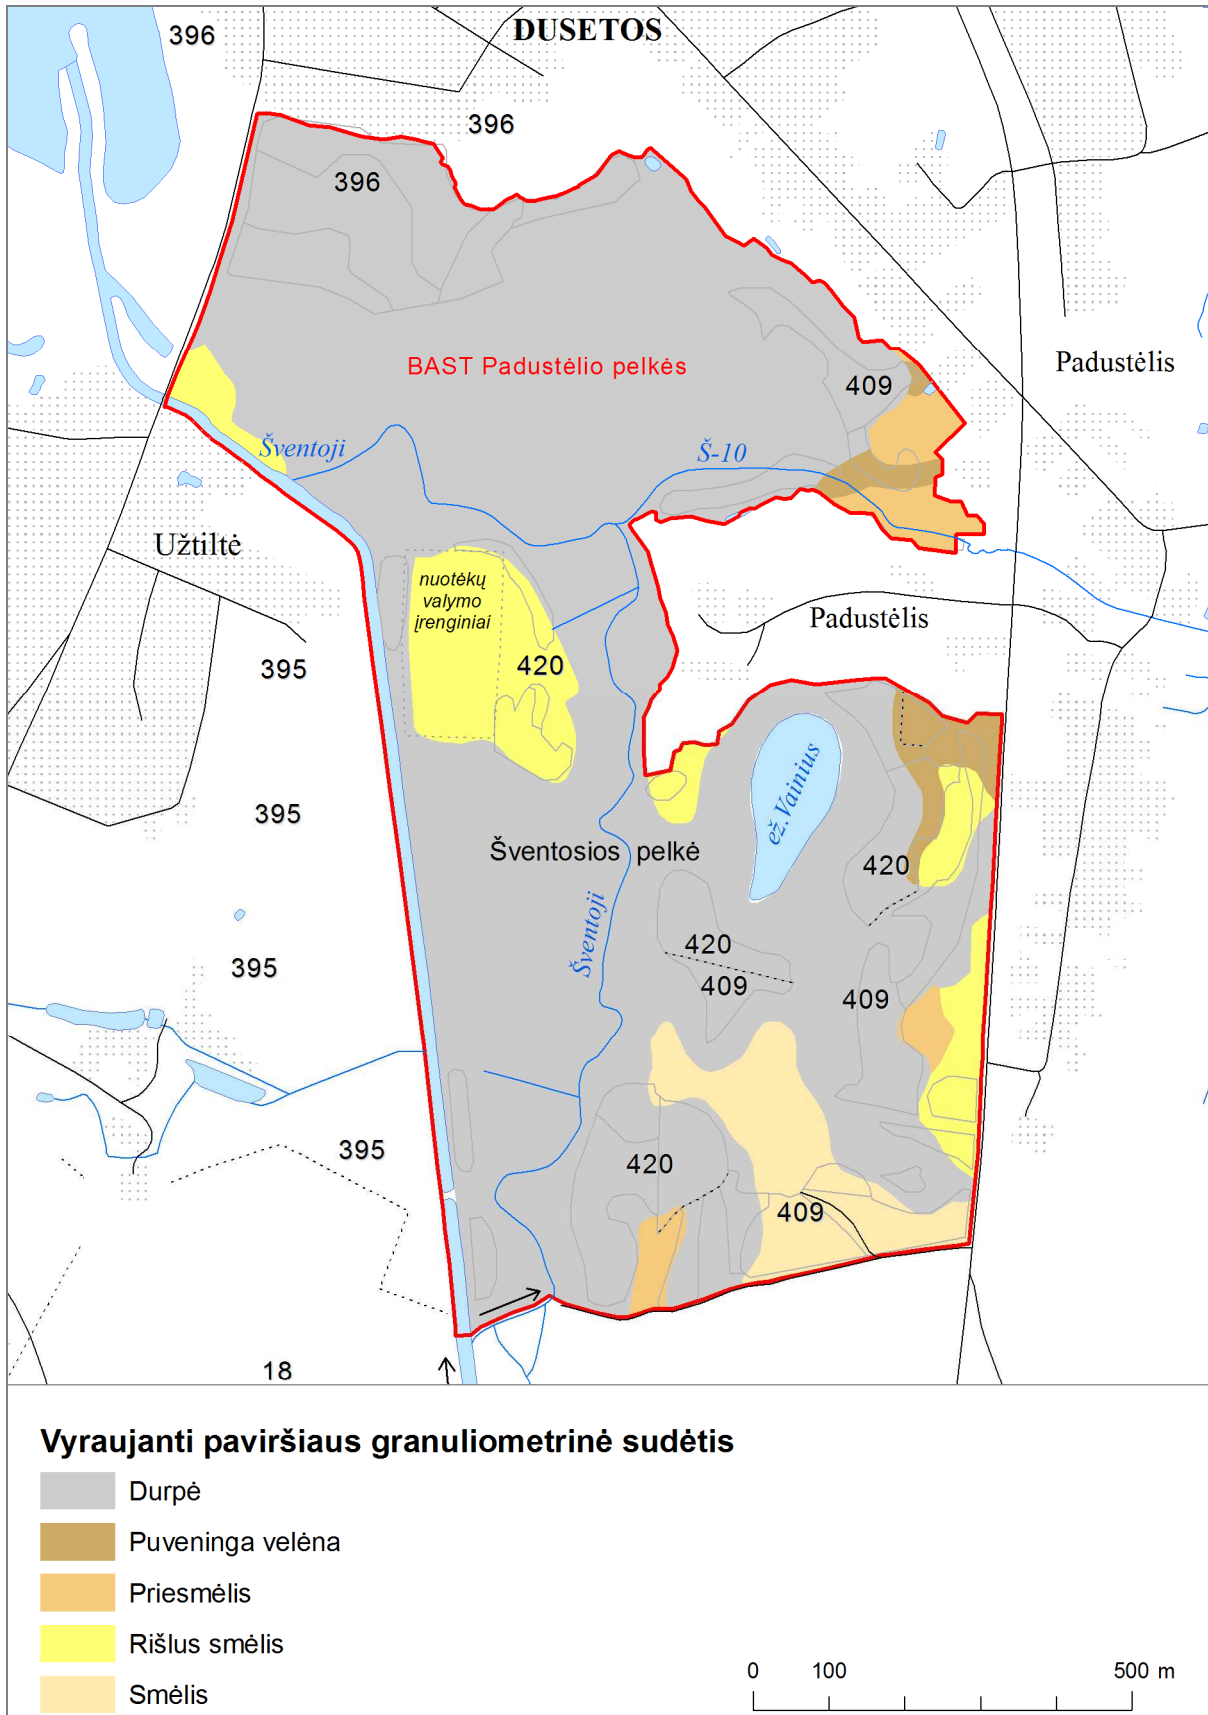 396
DUSETOS
396
396
Padustėlis
BAST Padustėlio pelkės
409
Šventoji
Š-10
Užtiltė
nuotėkų
valymo
įrenginiai
Padustėlis
395
420
ež.Vainius
395
Šventosios pelkė
420
Šventoji
420
395
409
409
395
420
409
18
Vyraujanti paviršiaus granuliometrinė sudėtis
Durpė
Puveninga velėna
Priesmėlis
Rišlus smėlis
Smėlis
0 100 500 m